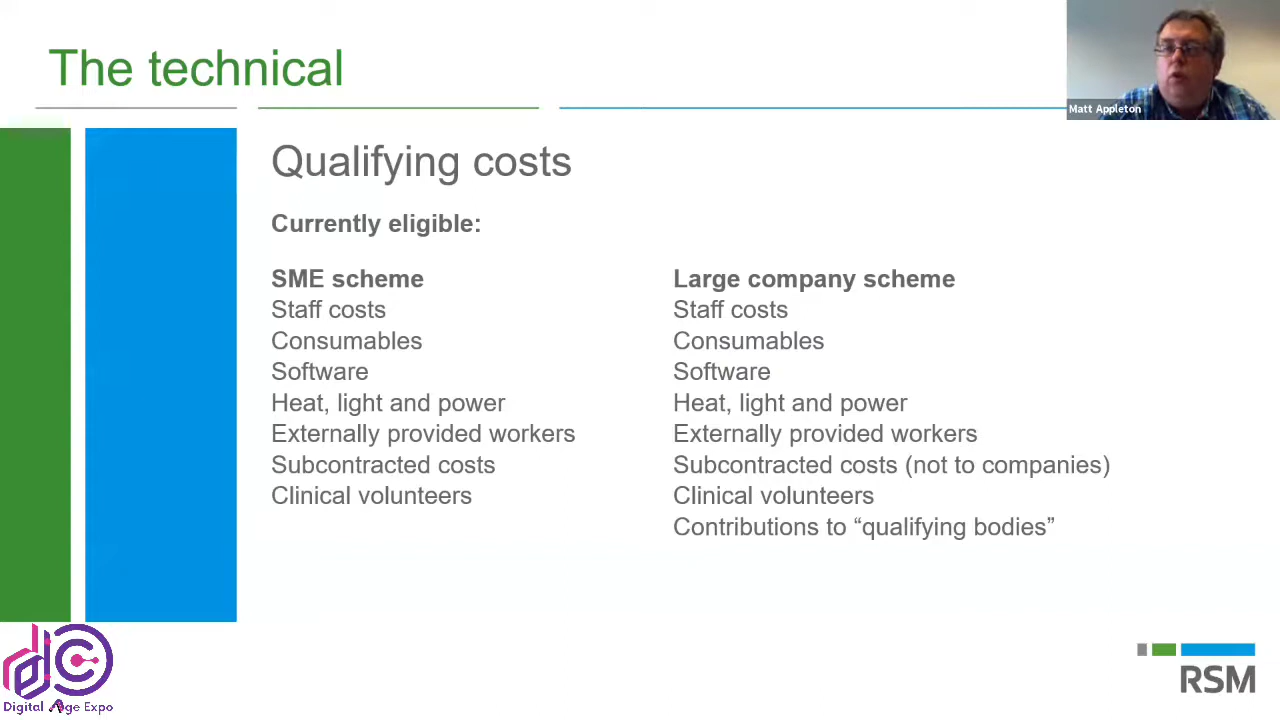 The technical
Matt Appleton
Qualifying costs
Currently eligible:
SME scheme
Staff costs
Consumables
Software
Heat, light and power
Externally provided workers
Subcontracted costs
Clinical volunteers
Large company scheme
Staff costs
Consumables
Software
Heat, light and power
Externally provided workers
Subcontracted costs (not to companies)
Clinical volunteers
Contributions to “qualifying bodies”
Digital Age Expo
RSM